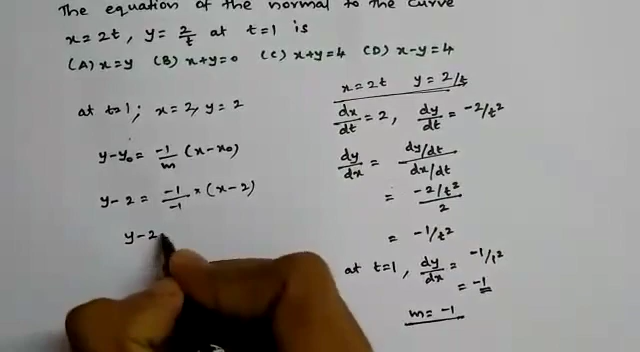 The equation of the normal to the curve
x = 2t, y = 2/t at t=1 is
(A) x=y (B) x+y=0 (C) x+y=4 (D) x-y=4
at t=1; x=2, y=2
y-y₀ = -1/m (x-x₀)
y-2 = -1/-1 × (x-2)
y-2
x=2t y=2/t
dx/dt = 2, dy/dt = -2/t²
dy/dx = dy/dt / dx/dt
= -2/t² / 2
= -1/t²
at t=1, dy/dx = -1/1²
= -1
m = -1